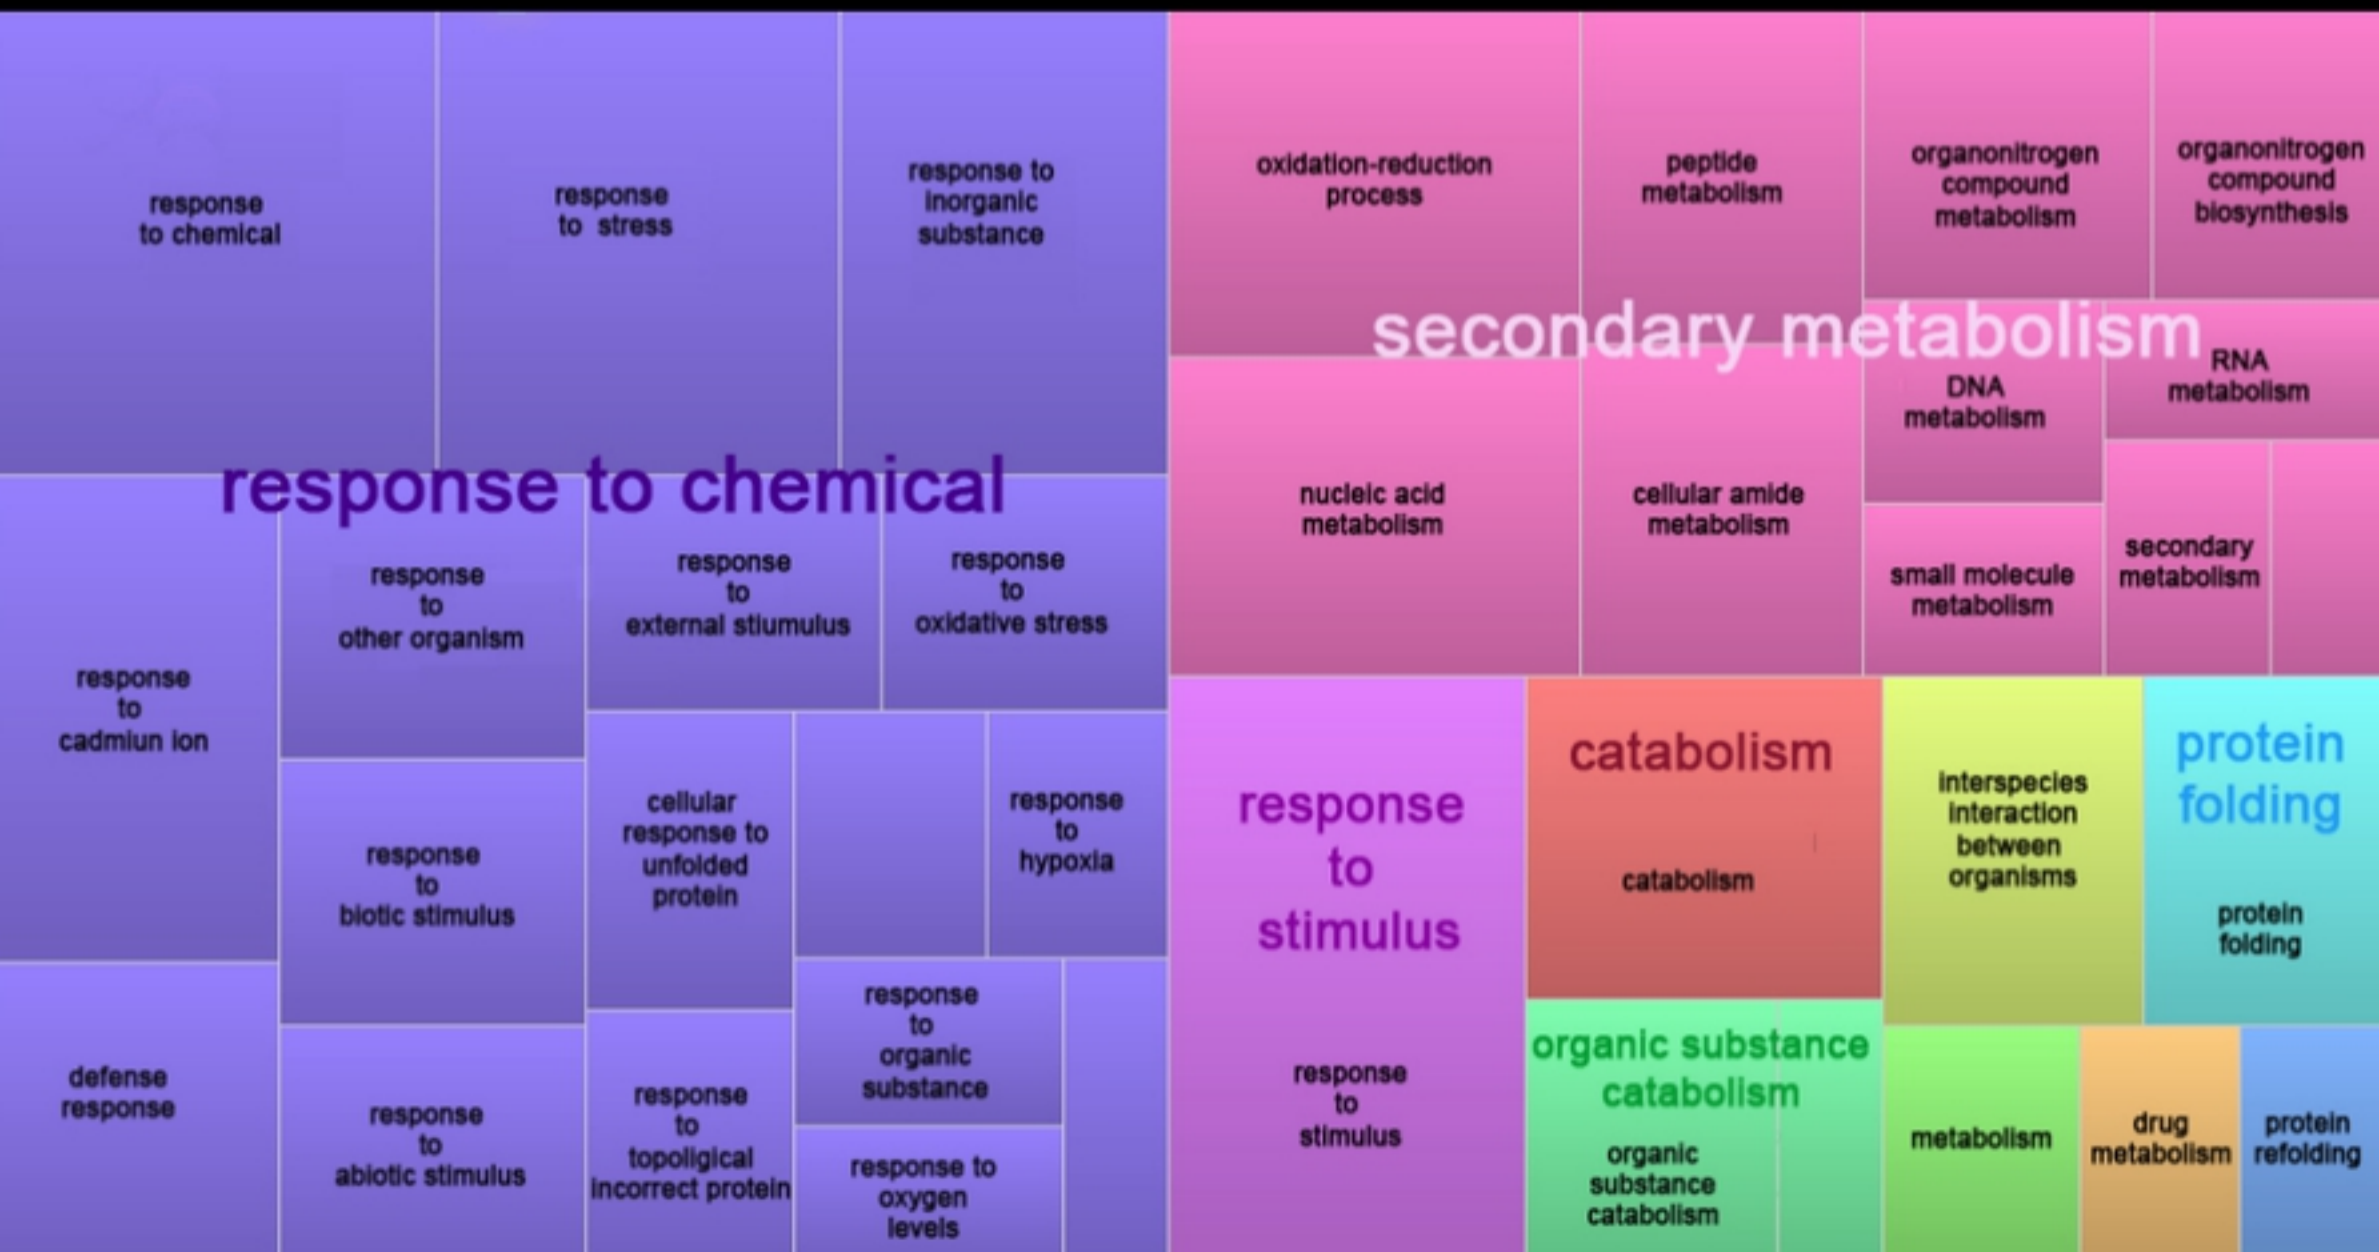 response
to chemical
response
to stress
response to
inorganic
substance
response to chemical
response
to
cadmiun ion
response
to
other organism
response
to
external stiumulus
response
to
oxidative stress
response
to
biotic stimulus
cellular
response to
unfolded
protein
response
to
hypoxia
defense
response
response
to
abiotic stimulus
response
to
topoligical
incorrect protein
response
to
organic
substance
response to
oxygen
levels
oxidation-reduction
process
peptide
metabolism
organonitrogen
compound
metabolism
organonitrogen
compound
biosynthesis
secondary metabolism
nucleic acid
metabolism
cellular amide
metabolism
DNA
metabolism
RNA
metabolism
small molecule
metabolism
secondary
metabolism
response
to
stimulus
response
to
stimulus
catabolism
catabolism
interspecies
interaction
between
organisms
protein
folding
protein
folding
organic substance
catabolism
organic
substance
catabolism
metabolism
drug
metabolism
protein
refolding